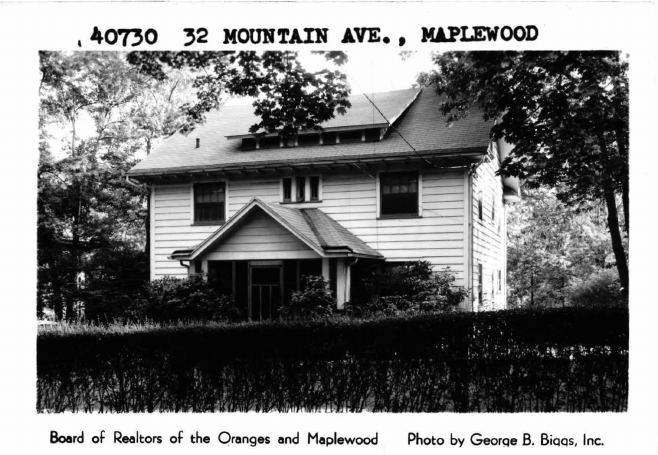 40730 32 MOUNTAIN AVE., MAPLEWOOD
Board of Realtors of the Oranges and Maplewood Photo by George B. Biggs, Inc.